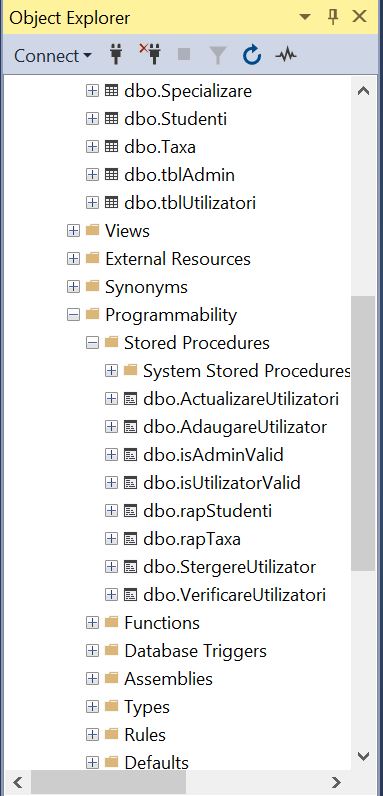 Object Explorer
Connect
dbo.Specializare
dbo.Studenti
dbo.Taxa
dbo.tblAdmin
dbo.tblUtilizatori
Views
External Resources
Synonyms
Programmability
Stored Procedures
System Stored Procedures
dbo.ActualizareUtilizatori
dbo.AdaugareUtilizator
dbo.isAdminValid
dbo.isUtilizatorValid
dbo.rapStudenti
dbo.rapTaxa
dbo.StergereUtilizator
dbo.VerificareUtilizatori
Functions
Database Triggers
Assemblies
Types
Rules
Defaults